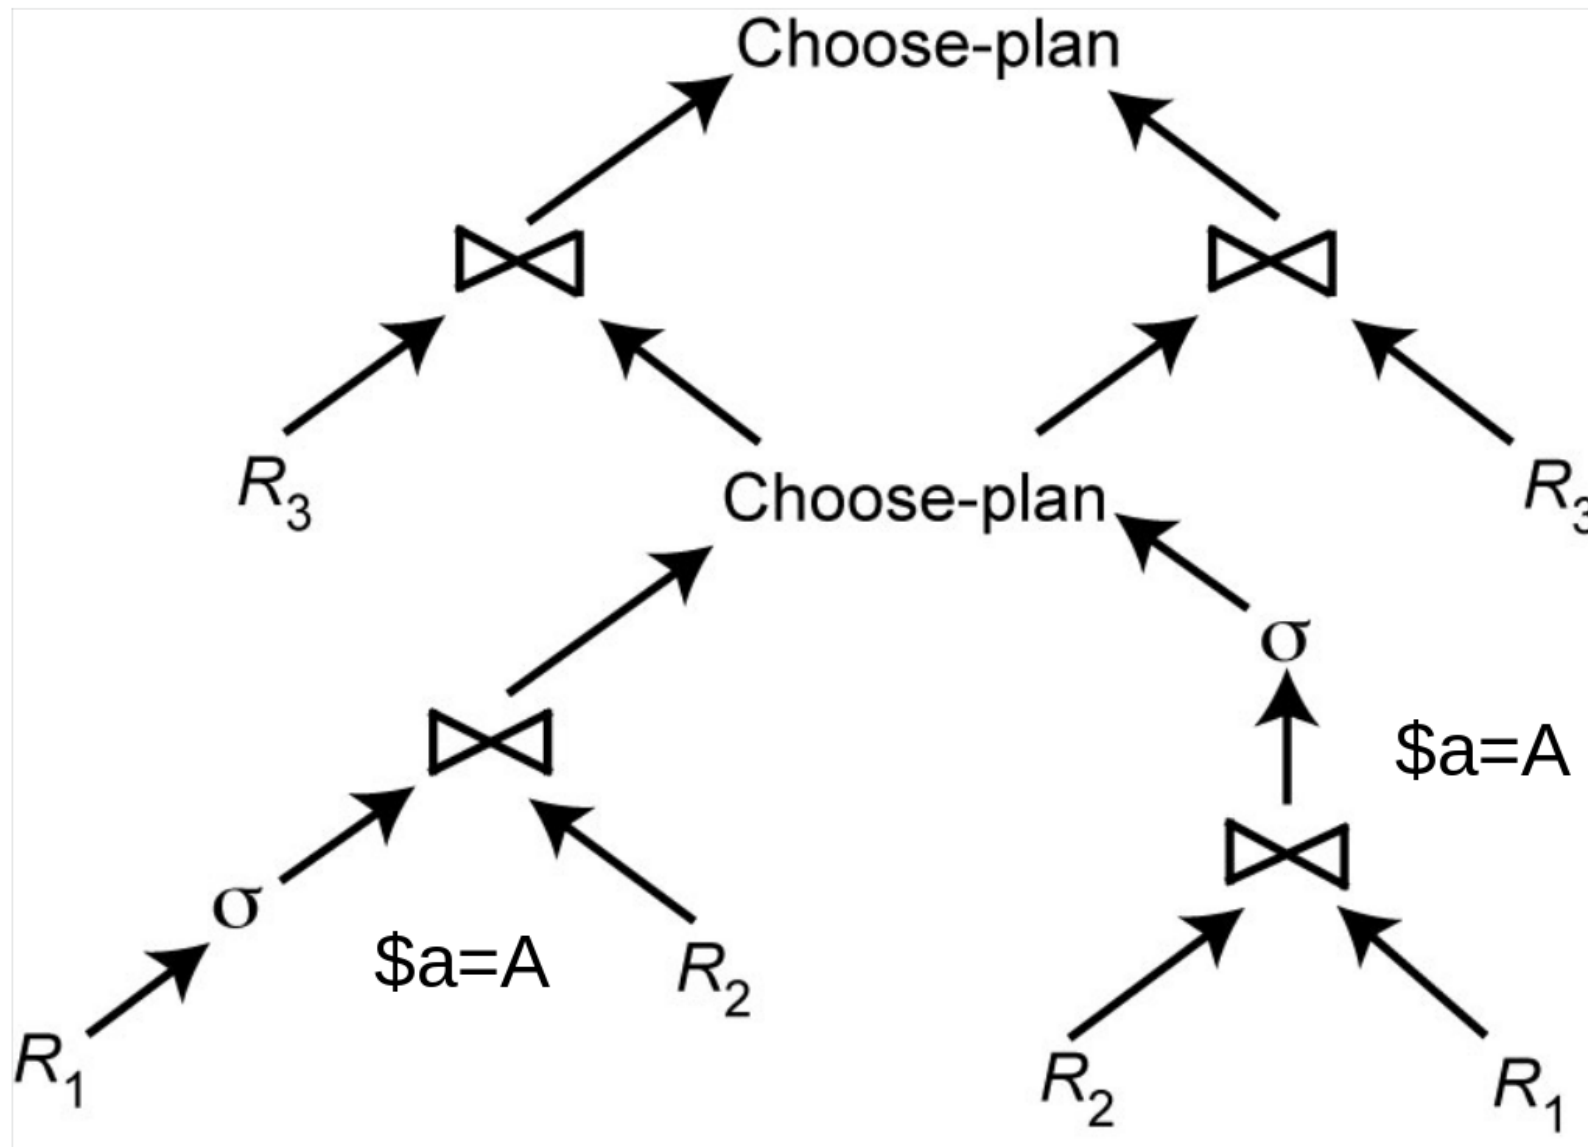 Choose-plan
R3
R3
Choose-plan
σ
$a=A
σ
$a=A
R2
R1
R2
R1